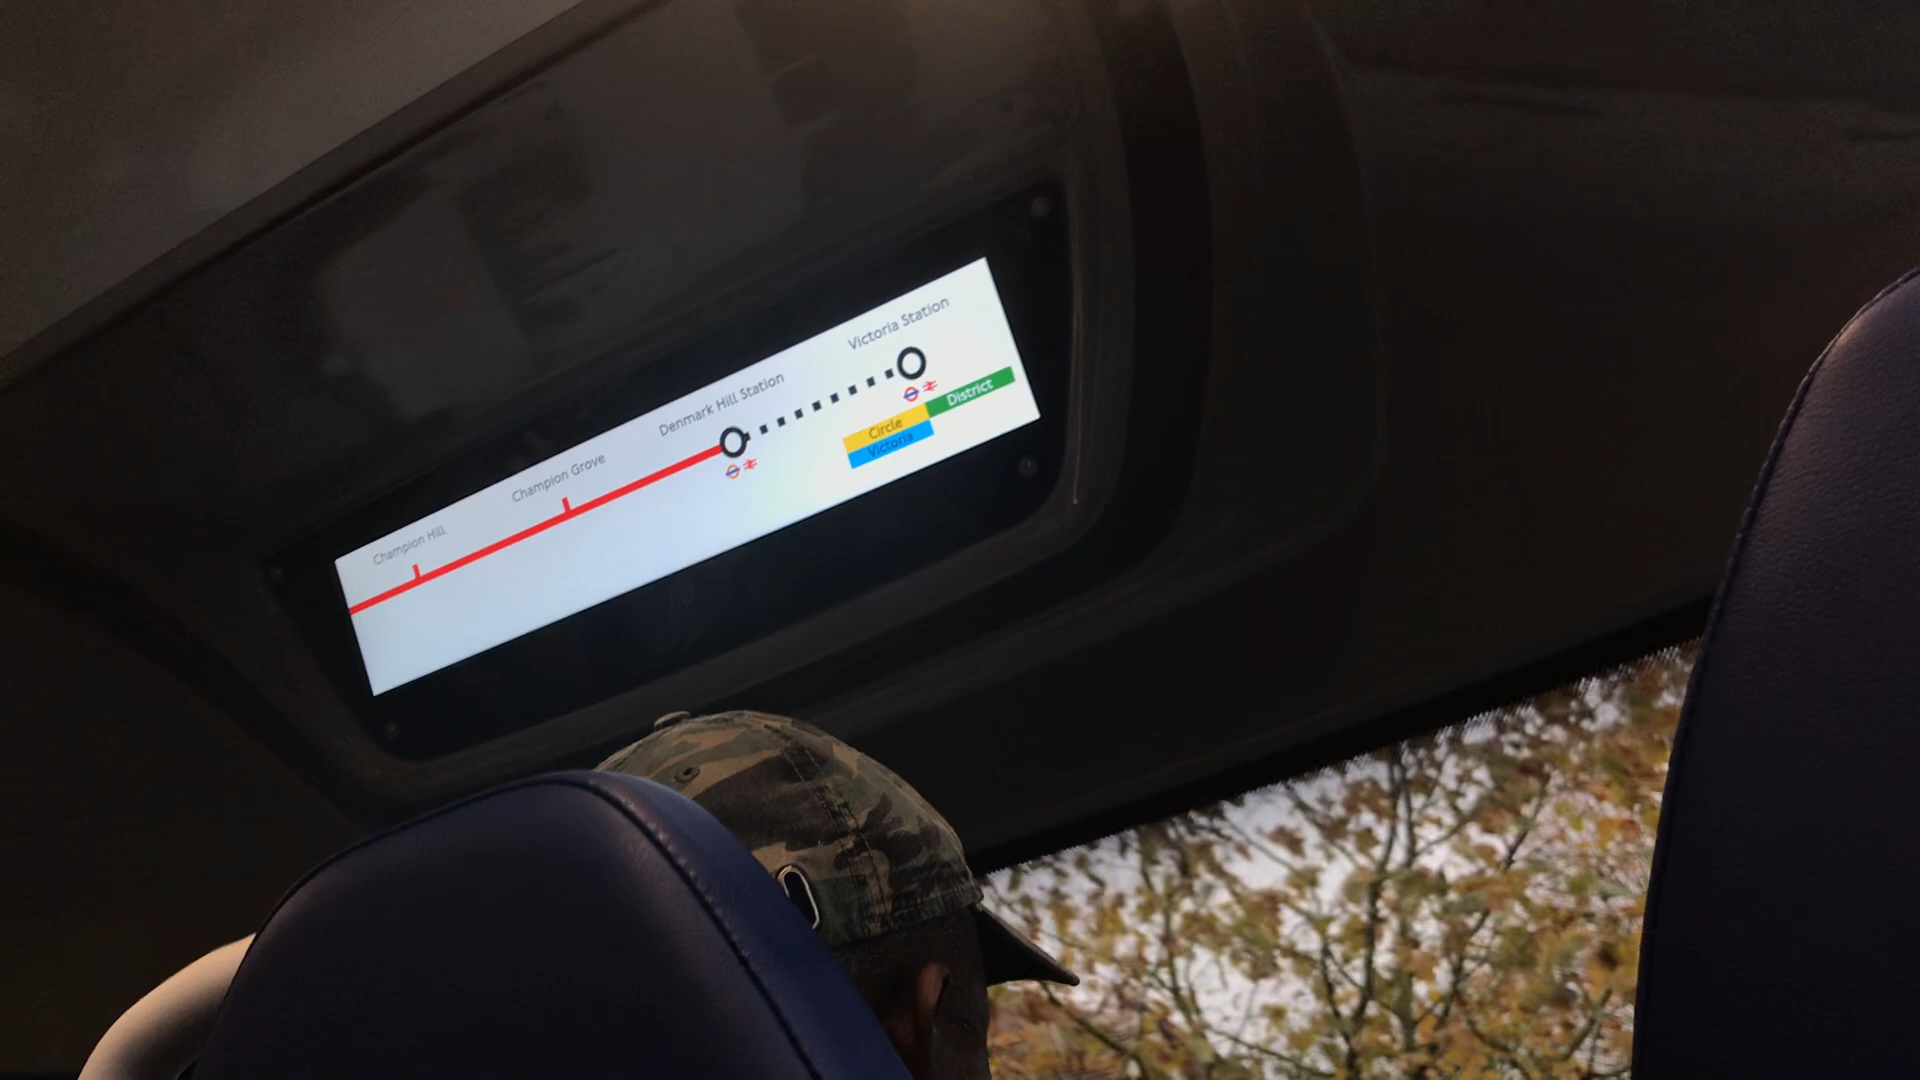 Champion Hill
Champion Grove
Denmark Hill Station
Victoria Station
Circle
District
Victoria